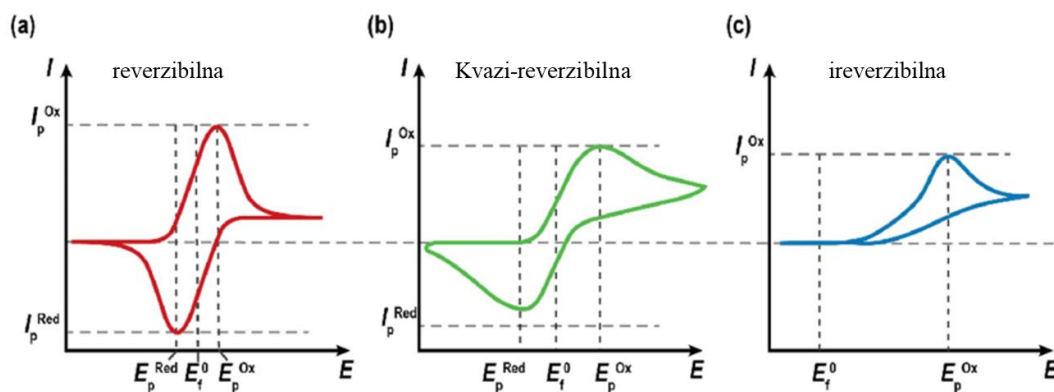 (a)
I
reverzibilna
I_p^Ox
I_p^Red
E_p^Red
E_f^0
E_p^Ox
E
(b)
I
Kvazi-reverzibilna
I_p^Ox
I_p^Red
E_p^Red
E_f^0
E_p^Ox
E
(c)
I
ireverzibilna
I_p^Ox
E_f^0
E_p^Ox
E